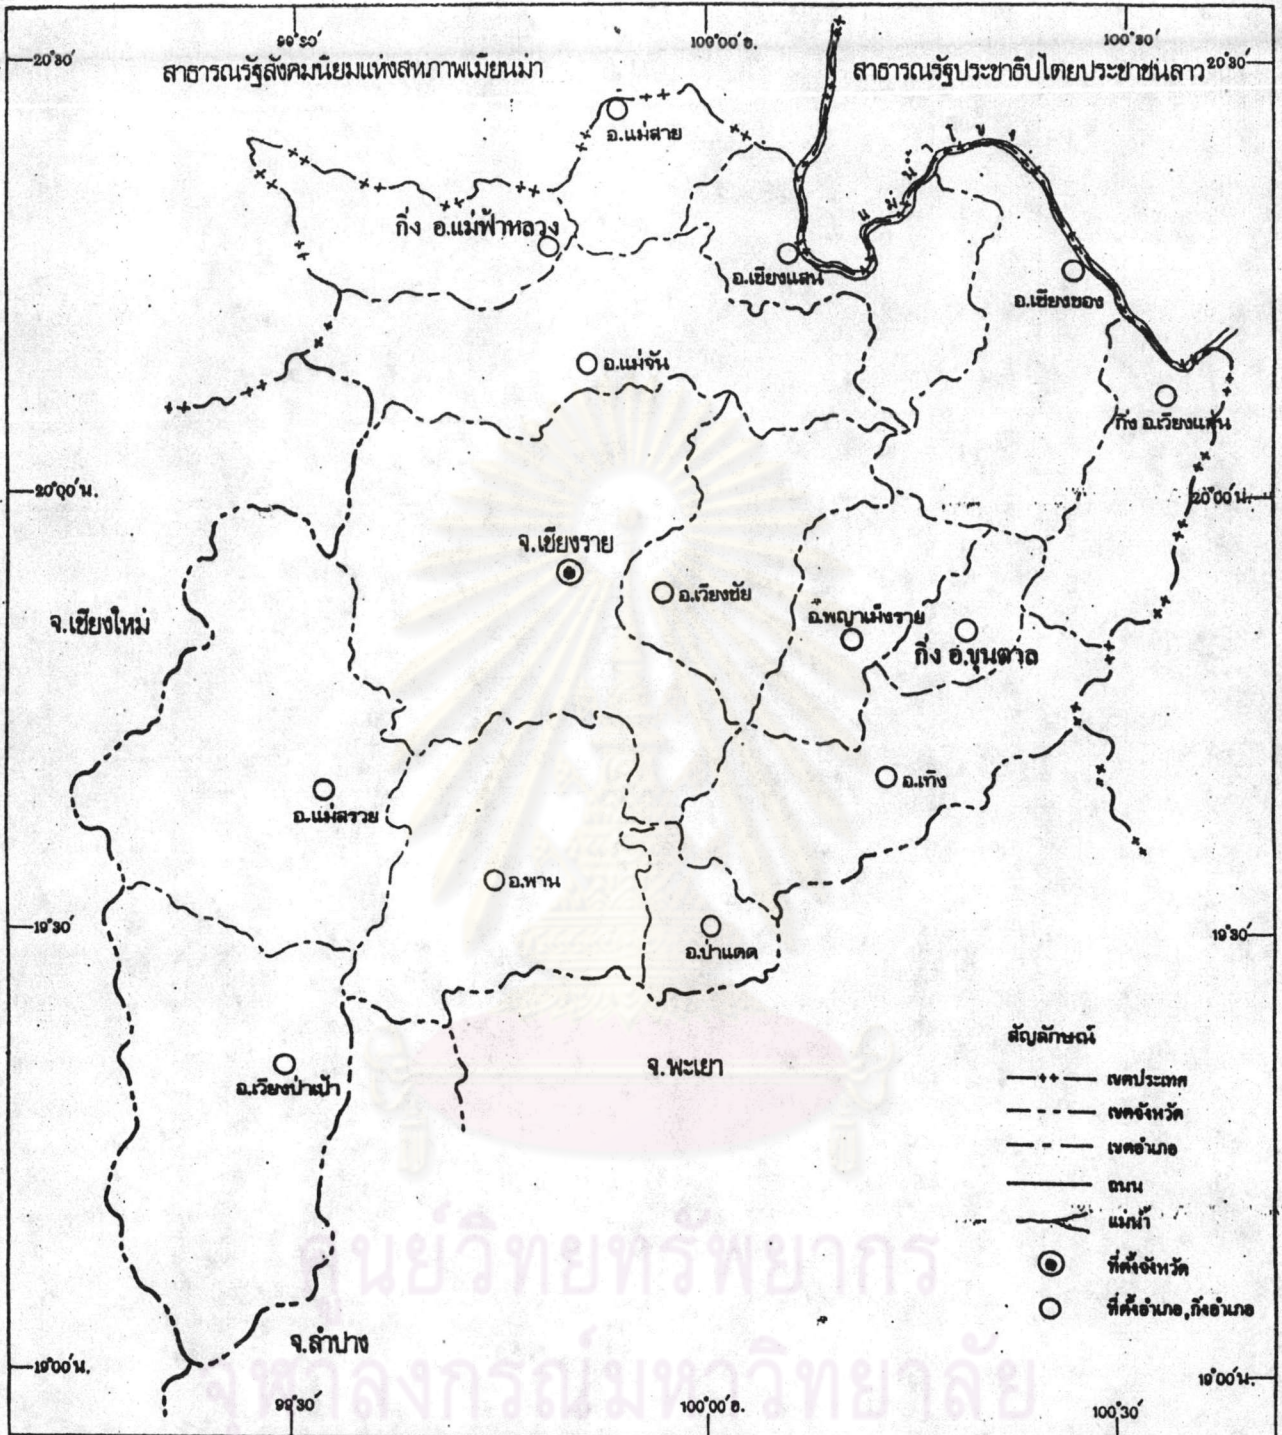 99°30′
100°00′อ.
100°30′
20°30′
สาธารณรัฐสังคมนิยมแห่งสหภาพเมียนม่า
สาธารณรัฐประชาธิปไตยประชาชนลาว
20°30′
อ.แม่สาย
แม่น้ำโขง
กิ่ง อ.แม่ฟ้าหลวง
อ.เชียงแสน
อ.เชียงของ
อ.แม่จัน
กิ่ง อ.เวียงแก่น
20°00′น.
20°00′น.
จ.เชียงราย
อ.เวียงชัย
จ.เชียงใหม่
อ.พญาเม็งราย
กิ่ง อ.ขุนตาล
อ.เทิง
อ.แม่สรวย
อ.พาน
19°30′
19°30′
อ.ป่าแดด
สัญลักษณ์
จ.พะเยา
เขตประเทศ
อ.เวียงป่าเป้า
เขตจังหวัด
เขตอำเภอ
ถนน
แม่น้ำ
ที่ตั้งจังหวัด
ที่ตั้งอำเภอ,กิ่งอำเภอ
ศูนย์วิทยทรัพยากร
จ.ลำปาง
จุฬาลงกรณ์มหาวิทยาลัย
19°00′น.
19°00′น.
99°30′
100°00′อ.
100°30′